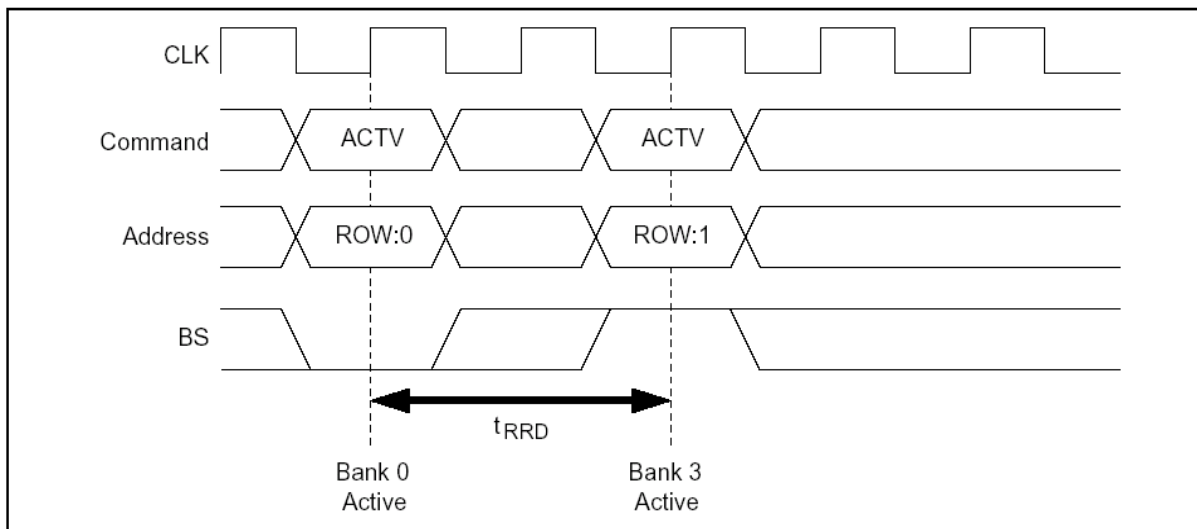 CLK
Command
ACTV
ACTV
Address
ROW:0
ROW:1
BS
tRRD
Bank 0
Active
Bank 3
Active